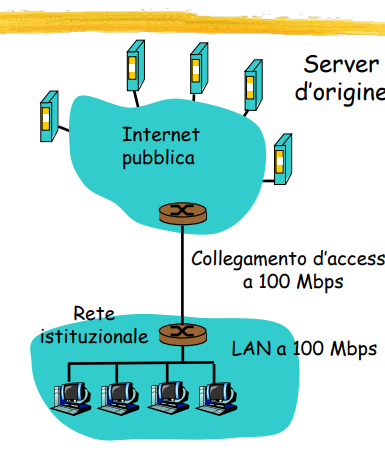 Server
d'origine
Internet
pubblica
Collegamento d'access
a 100 Mbps
Rete
istituzionale
LAN a 100 Mbps